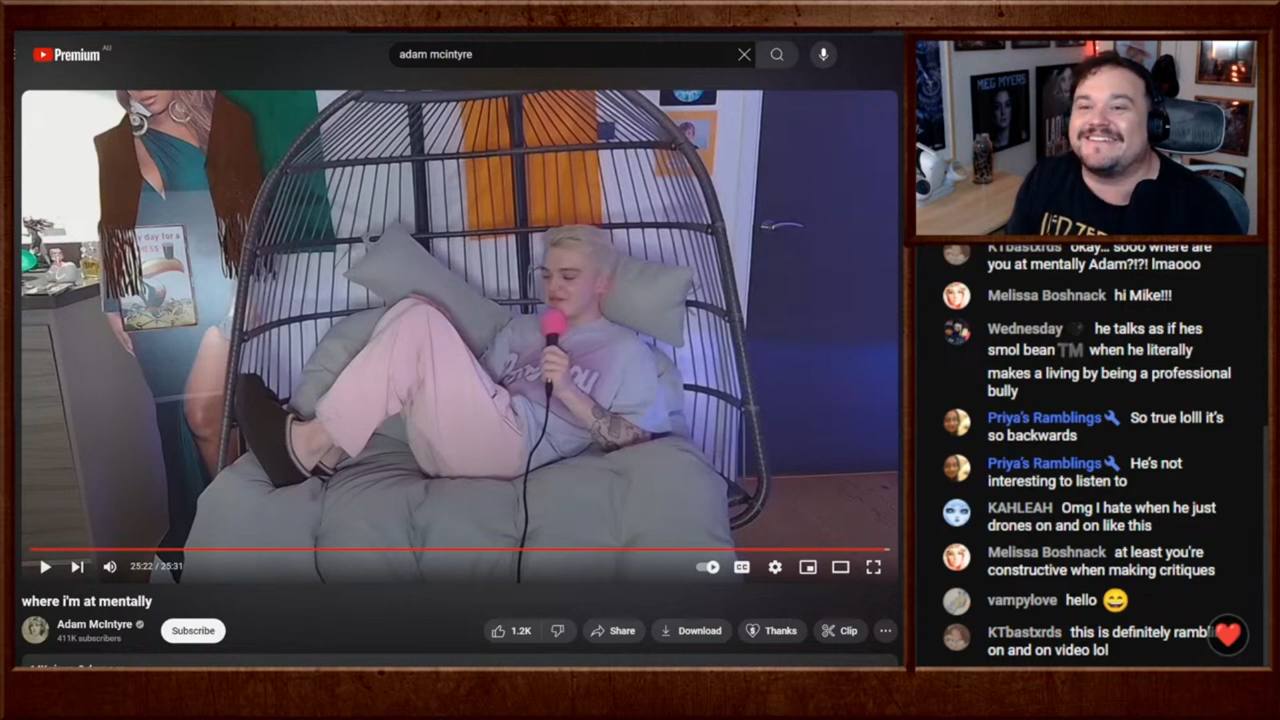 Premium AU
adam mcintyre
MEG MYERS
25:22 / 25:31
CC
where i'm at mentally
Adam McIntyre
411K subscribers
Subscribe
1.2K
Share
Download
Thanks
Clip
KTbastxrds okay... sooo where are
you at mentally Adam?!?! lmaooo
Melissa Boshnack hi Mike!!!
Wednesday 🖤 he talks as if hes
smol bean TM when he literally
makes a living by being a professional
bully
Priya's Ramblings So true lolll it's
so backwards
Priya's Ramblings He's not
interesting to listen to
KAHLEAH Omg I hate when he just
drones on and on like this
Melissa Boshnack at least you're
constructive when making critiques
vampylove hello 😄
KTbastxrds this is definitely
on and on video lol